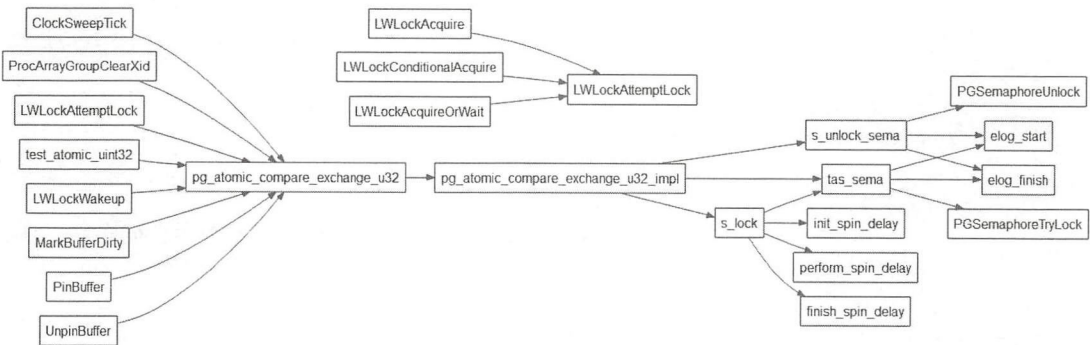 ClockSweepTick
ProcArrayGroupClearXid
LWLockAttemptLock
test_atomic_uint32
LWLockWakeup
MarkBufferDirty
PinBuffer
UnpinBuffer
pg_atomic_compare_exchange_u32
LWLockAcquire
LWLockConditionalAcquire
LWLockAcquireOrWait
LWLockAttemptLock
pg_atomic_compare_exchange_u32_impl
s_unlock_sema
tas_sema
s_lock
init_spin_delay
perform_spin_delay
finish_spin_delay
PGSemaphoreUnlock
elog_start
elog_finish
PGSemaphoreTryLock